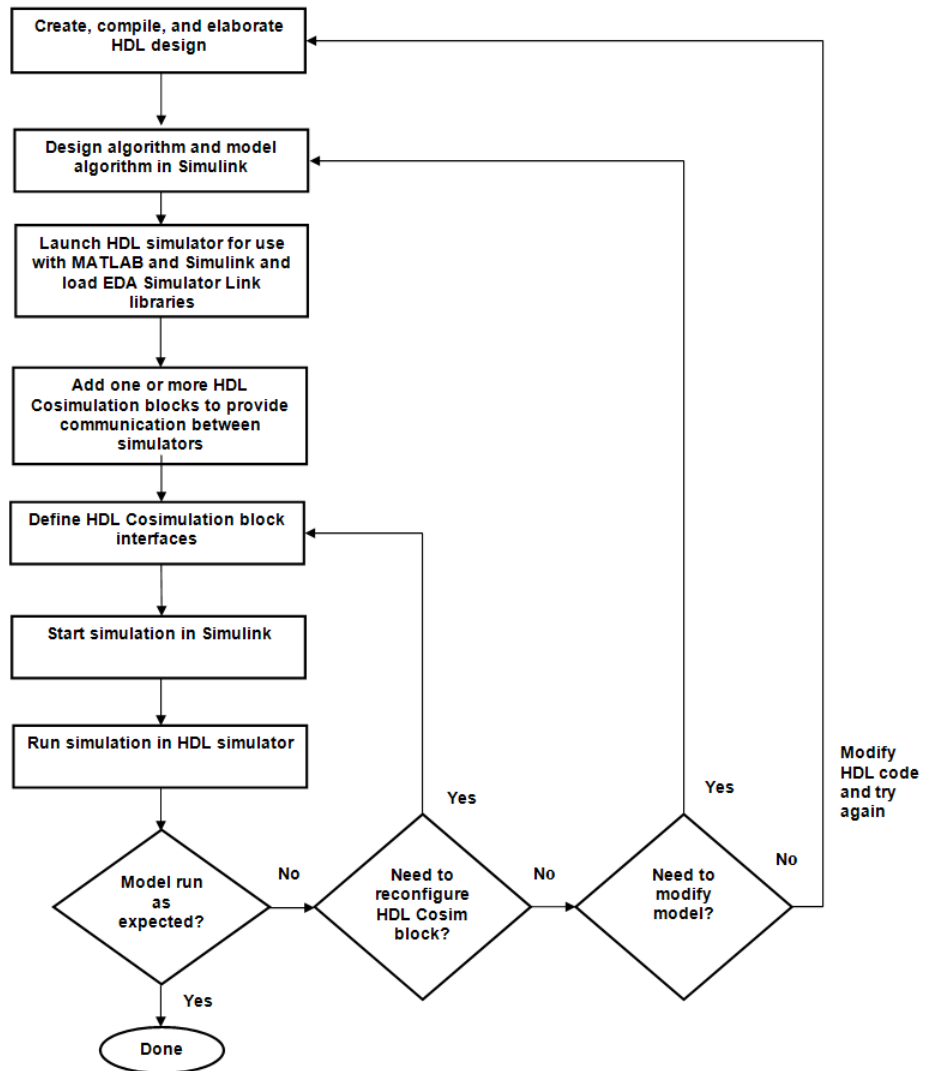 Create, compile, and elaborate
HDL design
Design algorithm and model
algorithm in Simulink
Launch HDL simulator for use
with MATLAB and Simulink and
load EDA Simulator Link
libraries
Add one or more HDL
Cosimulation blocks to provide
communication between
simulators
Define HDL Cosimulation block
interfaces
Start simulation in Simulink
Run simulation in HDL simulator
Model run
as
expected?
No
Yes
Done
Need to
reconfigure
HDL Cosim
block?
Yes
No
Need to
modify
model?
Yes
No
Modify
HDL code
and try
again